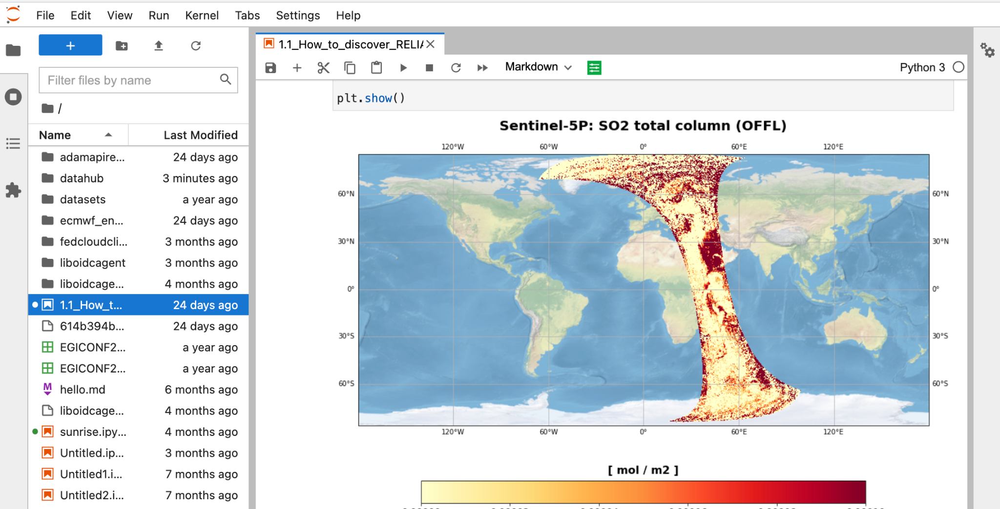 File Edit View Run Kernel Tabs Settings Help
Filter files by name
/
Name Last Modified
adamapire... 24 days ago
datahub 3 minutes ago
datasets a year ago
ecmwf_en... 24 days ago
fedcloudcli... 3 months ago
liboidcagent 3 months ago
liboidcage... 4 months ago
1.1_How_t... 24 days ago
614b394b... 24 days ago
EGICONF2... a year ago
EGICONF2... a year ago
hello.md 6 months ago
liboidcage... 4 months ago
sunrise.ipy... 4 months ago
Untitled.ip... 3 months ago
Untitled1.i... 7 months ago
Untitled2.i... 7 months ago
1.1_How_to_discover_RELIA
Markdown
Python 3
plt.show()
Sentinel-5P: SO2 total column (OFFL)
120°W 60°W 0° 60°E 120°E
60°N 60°N
30°N 30°N
0° 0°
30°S 30°S
60°S 60°S
120°W 60°W 0° 60°E 120°E
[ mol / m2 ]